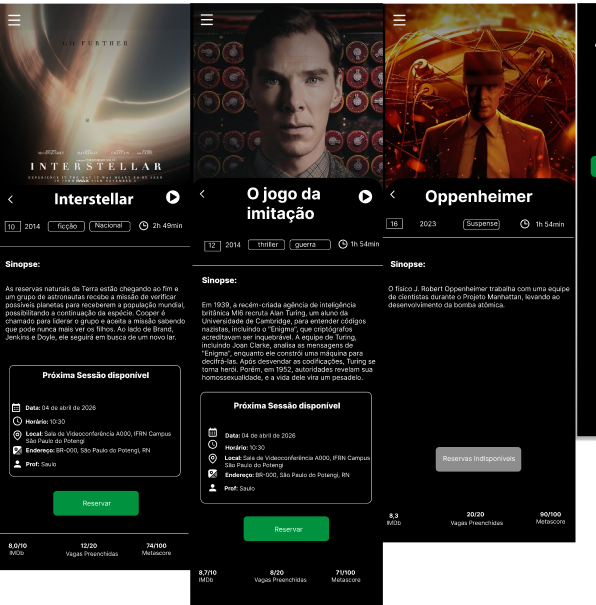 GO FURTHER
INTERSTELLAR
Interstellar
10 2014 ficção Nacional 2h 49min
Sinopse:
As reservas naturais da Terra estão chegando ao fim e
um grupo de astronautas recebe a missão de verificar
possíveis planetas para receberem a população mundial,
possibilitando a continuação da espécie. Cooper é
chamado para liderar o grupo e aceita a missão sabendo
que pode nunca mais ver os filhos. Ao lado de Brand,
Jenkins e Doyle, ele seguirá em busca de um novo lar.
Próxima Sessão disponível
Data: 04 de abril de 2026
Horário: 10:30
Local: Sala de Videoconferência A000, IFRN Campus
São Paulo do Potengi
Endereço: BR-000, São Paulo do Potengi, RN
Prof: Saulo
Reservar
8,0/10 12/20 74/100
IMDb Vagas Preenchidas Metascore
O jogo da
imitação
12 2014 thriller guerra 1h 54min
Sinopse:
Em 1939, a recém-criada agência de inteligência
britânica MI6 recruta Alan Turing, um aluno da
Universidade de Cambridge, para entender códigos
nazistas, incluindo o "Enigma", que criptógrafos
acreditavam ser inquebrável. A equipe de Turing,
incluindo Joan Clarke, analisa as mensagens de
"Enigma", enquanto ele constrói uma máquina para
decifrá-las. Após desvendar as codificações, Turing se
torna herói. Porém, em 1952, autoridades revelam sua
homossexualidade, e a vida dele vira um pesadelo.
Próxima Sessão disponível
Data: 04 de abril de 2026
Horário: 10:30
Local: Sala de Videoconferência A000, IFRN Campus
São Paulo do Potengi
Endereço: BR-000, São Paulo do Potengi, RN
Prof: Saulo
Reservar
8,7/10 8/20 71/100
IMDb Vagas Preenchidas Metascore
Oppenheimer
16 2023 Suspense 1h 54min
Sinopse:
O físico J. Robert Oppenheimer trabalha com uma equipe
de cientistas durante o Projeto Manhattan, levando ao
desenvolvimento da bomba atômica.
Reservas Indisponíveis
8,3 20/20 90/100
IMDb Vagas Preenchidas Metascore